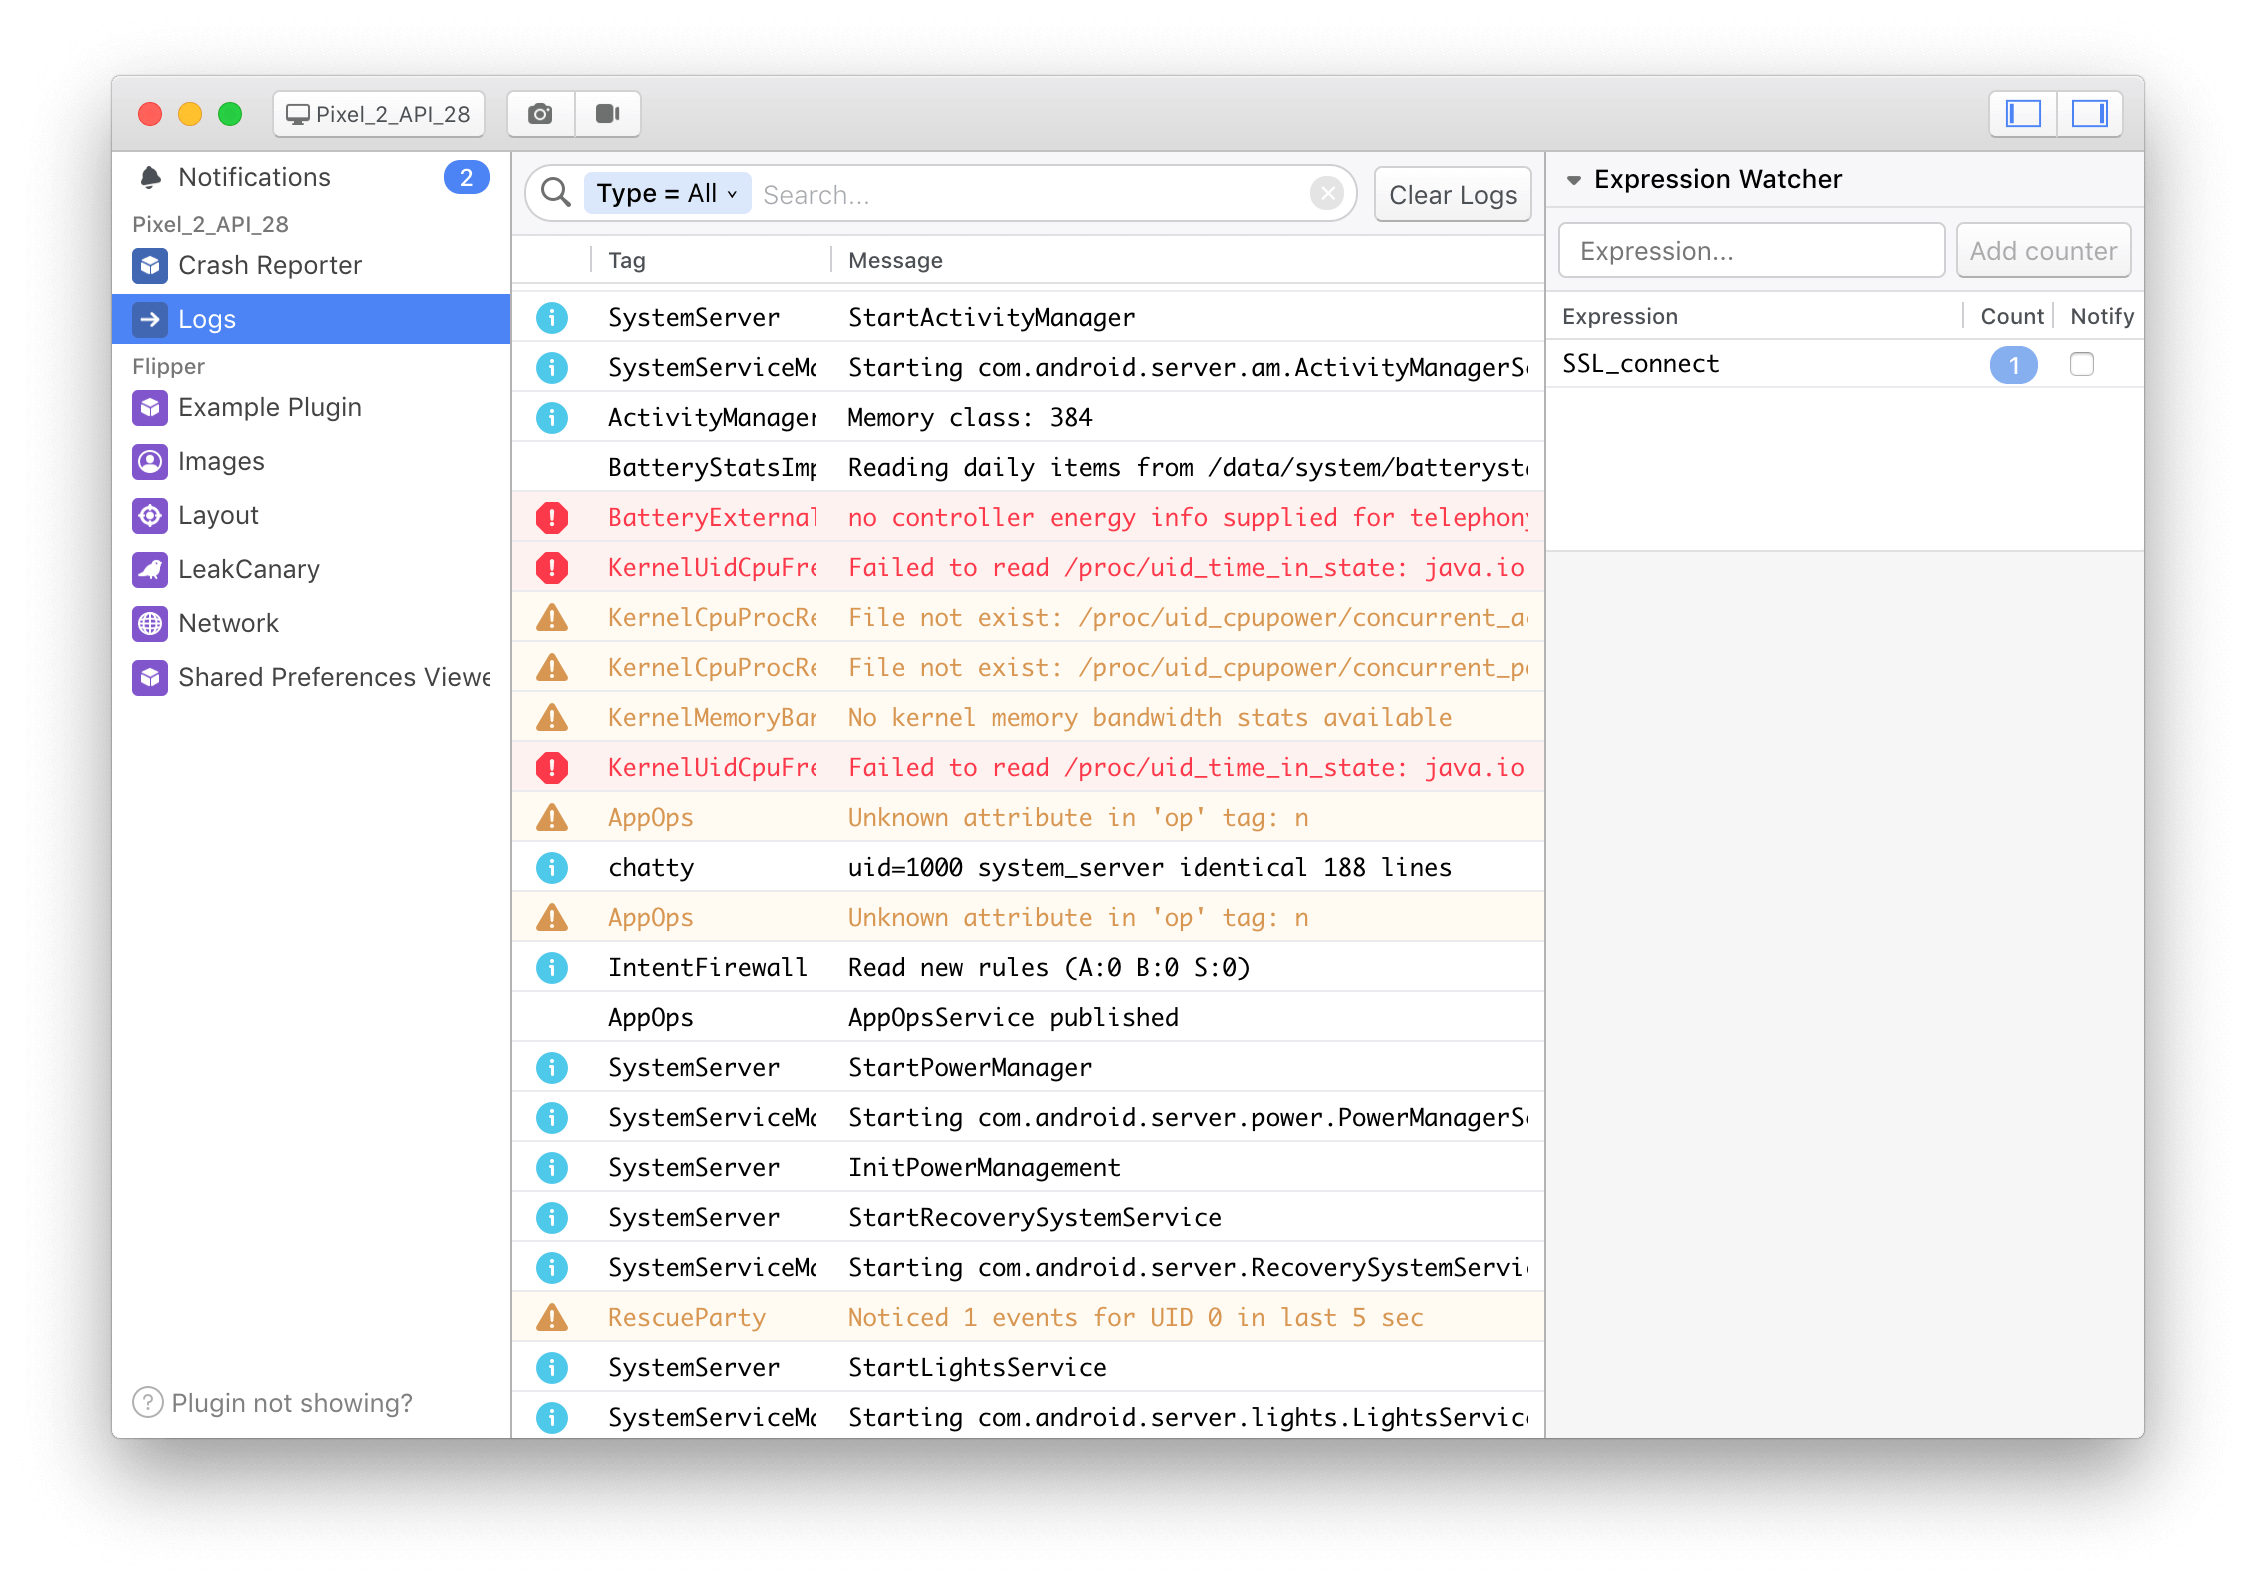 Pixel_2_API_28
Notifications 2
Pixel_2_API_28
Crash Reporter
Logs
Flipper
Example Plugin
Images
Layout
LeakCanary
Network
Shared Preferences Viewe
? Plugin not showing?
Type = All Search...
Clear Logs
Tag Message
SystemServer StartActivityManager
SystemServiceMa Starting com.android.server.am.ActivityManagerSe
ActivityManager Memory class: 384
BatteryStatsImp Reading daily items from /data/system/batterysta
BatteryExternal no controller energy info supplied for telephony
KernelUidCpuFre Failed to read /proc/uid_time_in_state: java.io
KernelCpuProcRe File not exist: /proc/uid_cpupower/concurrent_ac
KernelCpuProcRe File not exist: /proc/uid_cpupower/concurrent_po
KernelMemoryBan No kernel memory bandwidth stats available
KernelUidCpuFre Failed to read /proc/uid_time_in_state: java.io
AppOps Unknown attribute in 'op' tag: n
chatty uid=1000 system_server identical 188 lines
AppOps Unknown attribute in 'op' tag: n
IntentFirewall Read new rules (A:0 B:0 S:0)
AppOps AppOpsService published
SystemServer StartPowerManager
SystemServiceMa Starting com.android.server.power.PowerManagerSe
SystemServer InitPowerManagement
SystemServer StartRecoverySystemService
SystemServiceMa Starting com.android.server.RecoverySystemServic
RescueParty Noticed 1 events for UID 0 in last 5 sec
SystemServer StartLightsService
SystemServiceMa Starting com.android.server.lights.LightsService
Expression Watcher
Expression... Add counter
Expression Count Notify
SSL_connect 1